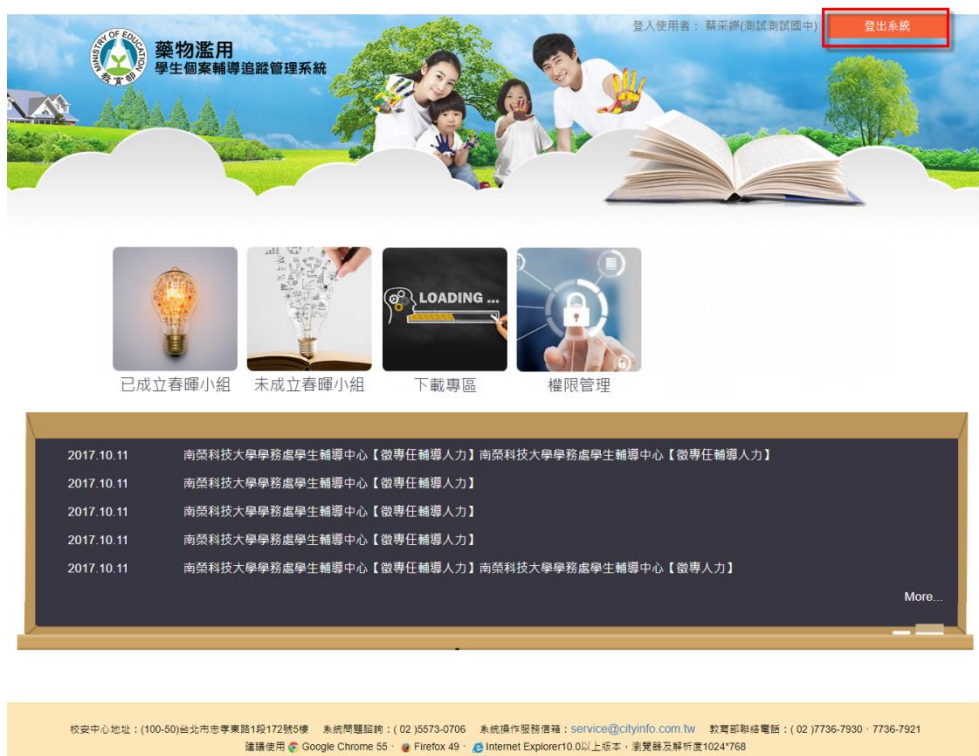 登入使用者： 蔡采嬅(測試測試國中)
登出系統
MINISTRY OF EDUCATION
教育部
藥物濫用
學生個案輔導追蹤管理系統
LOADING ...
已成立春暉小組
未成立春暉小組
下載專區
權限管理
2017.10.11 南榮科技大學學務處學生輔導中心【徵專任輔導人力】南榮科技大學學務處學生輔導中心【徵專任輔導人力】
2017.10.11 南榮科技大學學務處學生輔導中心【徵專任輔導人力】
2017.10.11 南榮科技大學學務處學生輔導中心【徵專任輔導人力】
2017.10.11 南榮科技大學學務處學生輔導中心【徵專任輔導人力】
2017.10.11 南榮科技大學學務處學生輔導中心【徵專任輔導人力】南榮科技大學學務處學生輔導中心【徵專人力】
More...
校安中心地址：(100-50)台北市忠孝東路1段172號5樓 系統問題諮詢：( 02 )5573-0706 系統操作服務信箱：service@cityinfo.com.tw 教育部聯絡電話：( 02 )7736-7930、7736-7921
建議使用 Google Chrome 55、 Firefox 49、 Internet Explorer10.0以上版本，瀏覽器及解析度1024*768